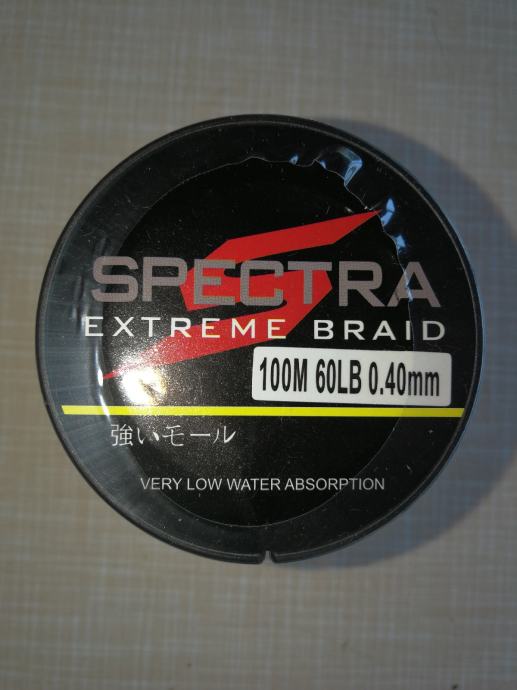 SPECTRA
EXTREME BRAID
100M 60LB 0.40mm
強いモール
VERY LOW WATER ABSORPTION